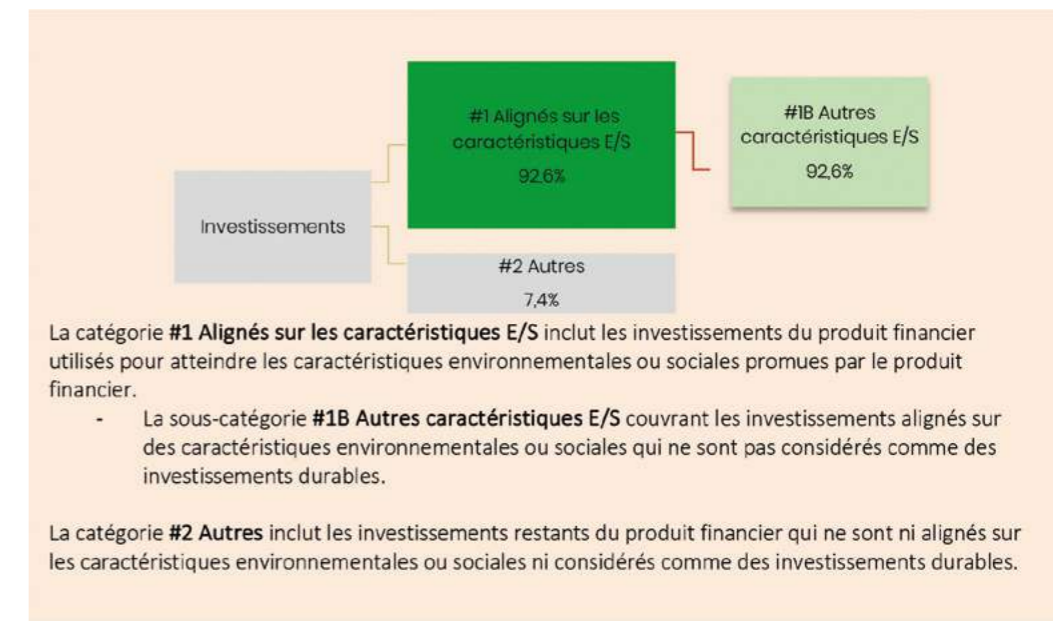 #1 Alignés sur les
caractéristiques E/S
92,6%
#1B Autres
caractéristiques E/S
92,6%
Investissements
#2 Autres
7,4%
La catégorie #1 Alignés sur les caractéristiques E/S inclut les investissements du produit financier
utilisés pour atteindre les caractéristiques environnementales ou sociales promues par le produit
financier.
- La sous-catégorie #1B Autres caractéristiques E/S couvrant les investissements alignés sur
des caractéristiques environnementales ou sociales qui ne sont pas considérés comme des
investissements durables.
La catégorie #2 Autres inclut les investissements restants du produit financier qui ne sont ni alignés sur
les caractéristiques environnementales ou sociales ni considérés comme des investissements durables.